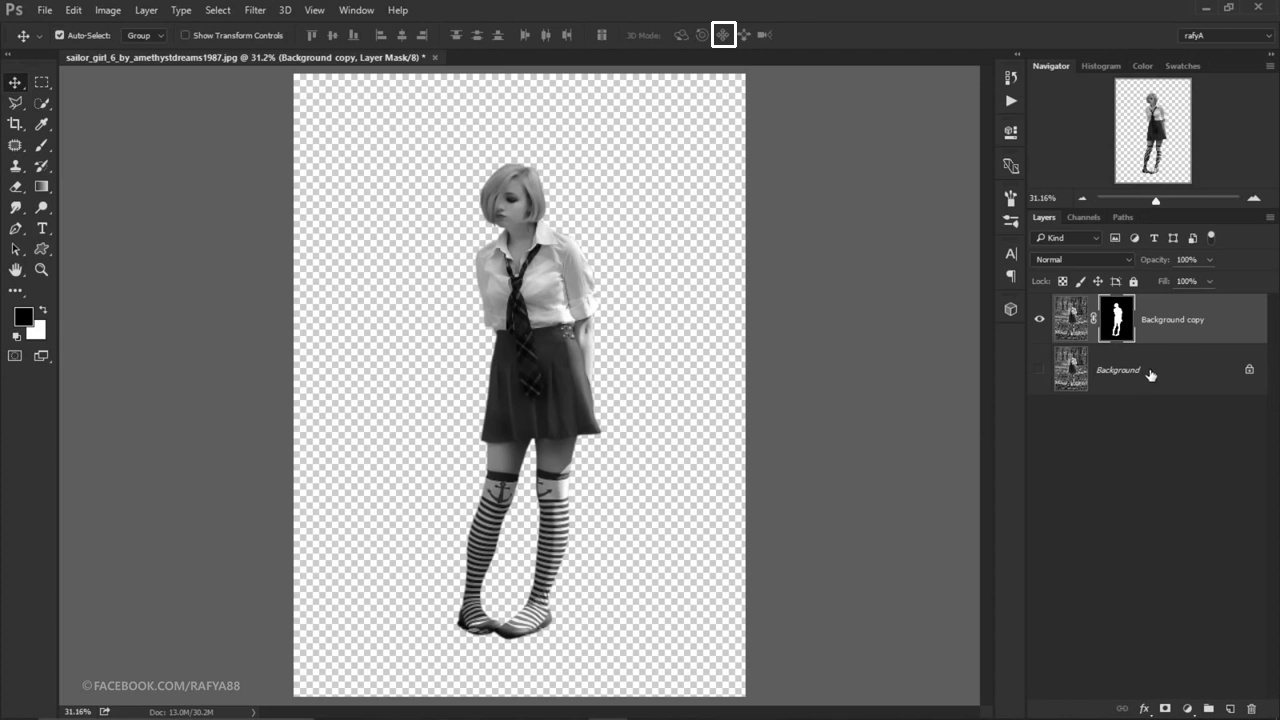 Ps File Edit Image Layer Type Select Filter 3D View Window Help
Auto-Select: Group Show Transform Controls 3D Mode: rafyA
sailor_girl_6_by_amethystdreams1987.jpg @ 31.2% (Background copy, Layer Mask/8) *
Navigator Histogram Color Swatches
31.16%
Layers Channels Paths
Kind
Normal Opacity: 100%
Lock: Fill: 100%
Background copy
Background
©FACEBOOK.COM/RAFYA88
31.16% Doc: 13.0M/30.2M